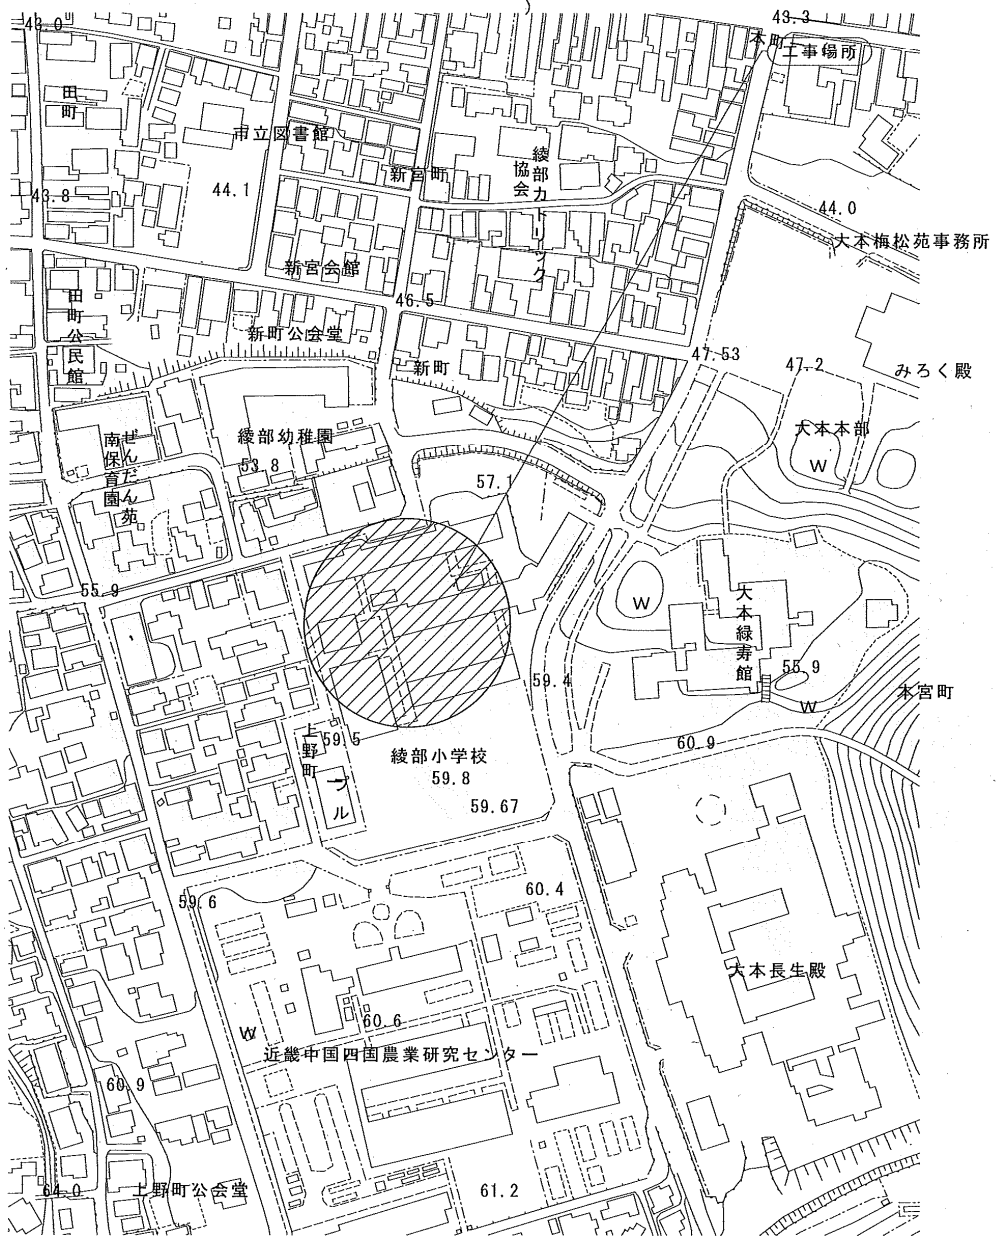 43.0
43.3
本町
工事場所
田町
市立図書館
新宮町
綾部カトーリック
協会
43.8
44.1
44.0
大本梅松苑事務所
新宮会館
46.5
田町公民館
新町公会堂
新町
47.53
47.2
みろく殿
綾部幼稚園
53.8
大本本部
W
ぜんだん苑
南保育園
57.1
55.9
W
大本緑寿館
55.9
59.4
本宮町
W
上野町
59.5
60.9
綾部小学校
59.8
プール
59.67
59.6
60.4
大本長生殿
60.6
W
近畿中国四国農業研究センター
60.9
64.0
上野町公会堂
61.2